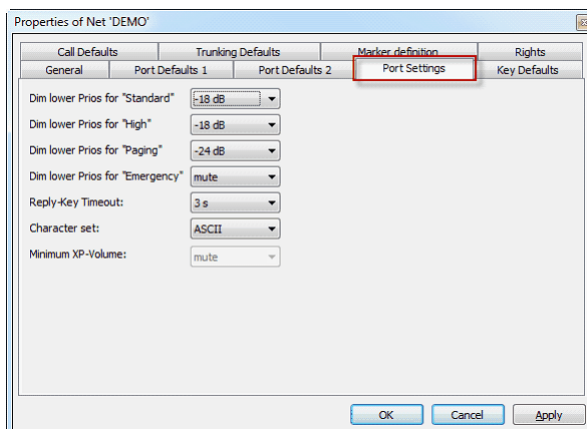 Properties of Net 'DEMO'
Call Defaults Trunking Defaults Marker definition Rights
General Port Defaults 1 Port Defaults 2 Port Settings Key Defaults
Dim lower Prios for "Standard" -18 dB
Dim lower Prios for "High" -18 dB
Dim lower Prios for "Paging" -24 dB
Dim lower Prios for "Emergency" mute
Reply-Key Timeout: 3 s
Character set: ASCII
Minimum XP-Volume: mute
OK Cancel Apply